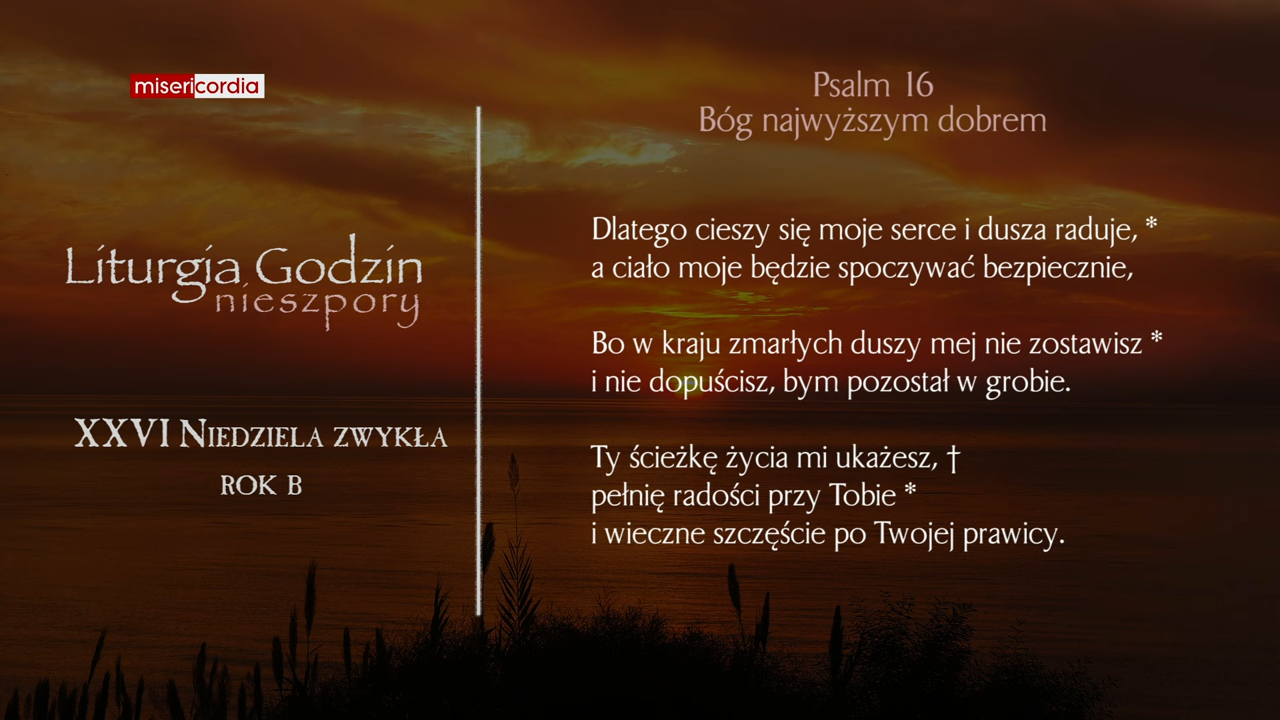 misericordia
Liturgia Godzin
nieszpory
XXVI Niedziela zwykła
rok B
Psalm 16
Bóg najwyższym dobrem
Dlatego cieszy się moje serce i dusza raduje, *
a ciało moje będzie spoczywać bezpiecznie,
Bo w kraju zmarłych duszy mej nie zostawisz *
i nie dopuścisz, bym pozostał w grobie.
Ty ścieżkę życia mi ukażesz, †
pełnię radości przy Tobie *
i wieczne szczęście po Twojej prawicy.